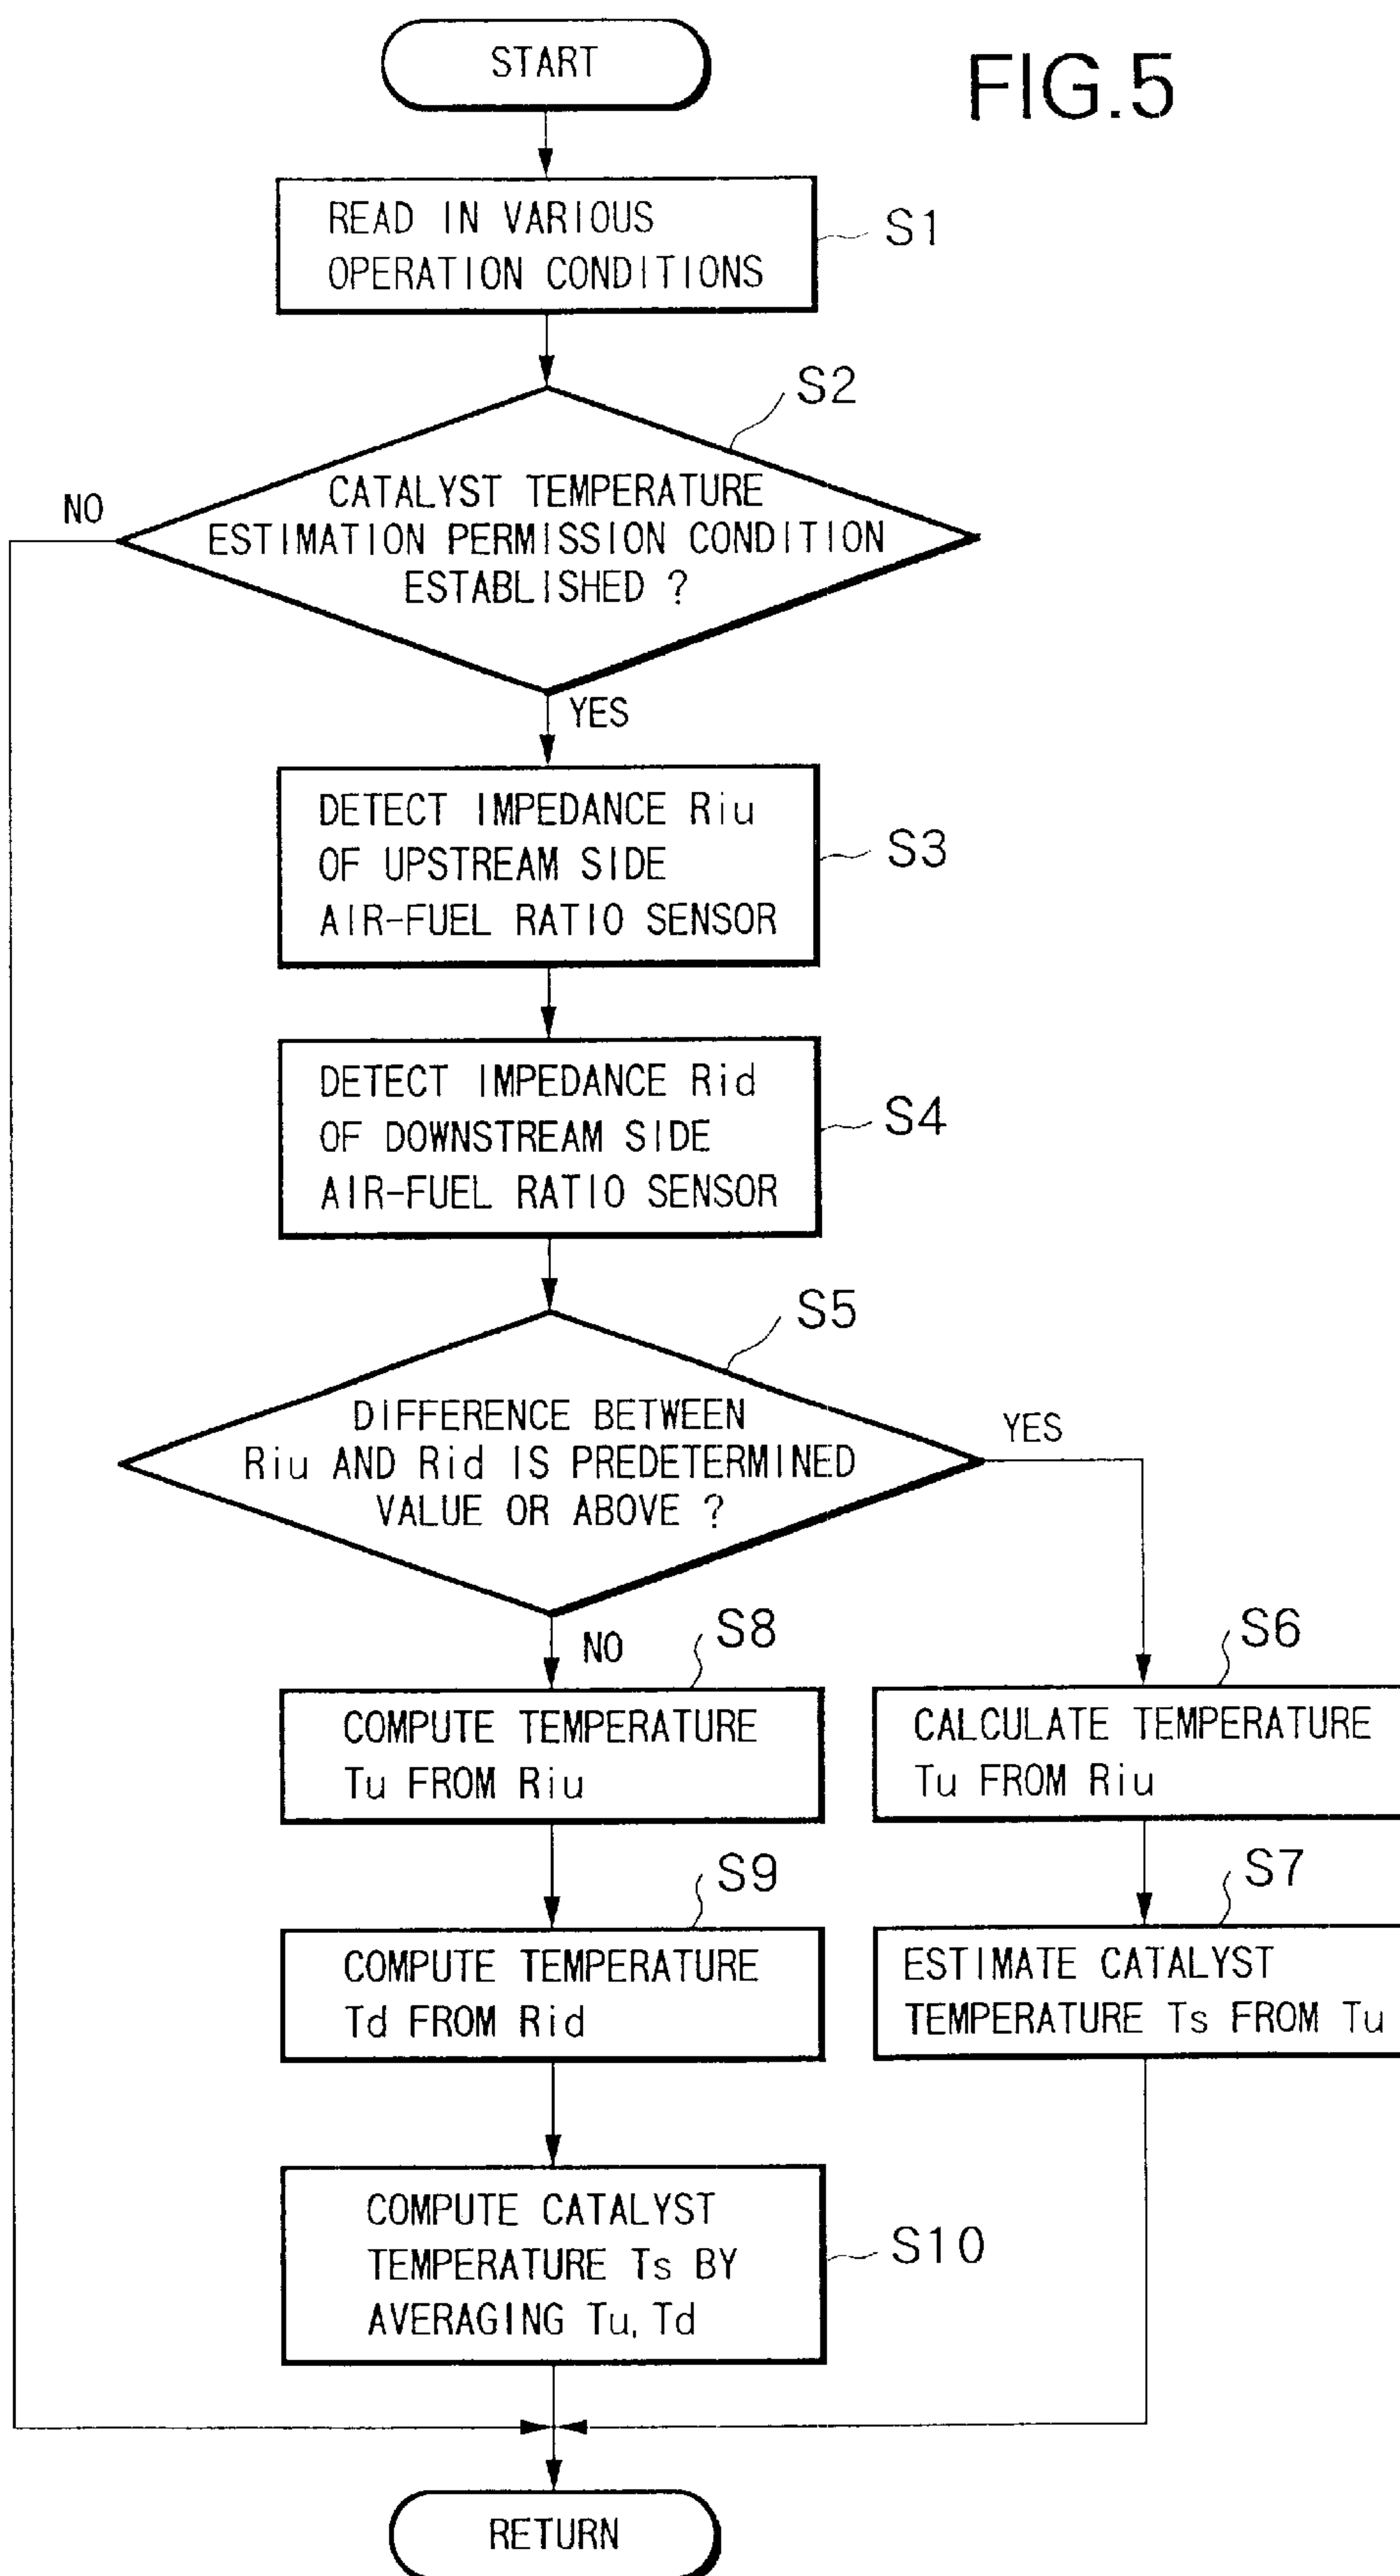 START
FIG.5
READ IN VARIOUS
OPERATION CONDITIONS
S1
S2
CATALYST TEMPERATURE
ESTIMATION PERMISSION CONDITION
ESTABLISHED ?
NO
YES
DETECT IMPEDANCE Riu
OF UPSTREAM SIDE
AIR-FUEL RATIO SENSOR
S3
DETECT IMPEDANCE Rid
OF DOWNSTREAM SIDE
AIR-FUEL RATIO SENSOR
S4
S5
DIFFERENCE BETWEEN
Riu AND Rid IS PREDETERMINED
VALUE OR ABOVE ?
YES
NO
S8
COMPUTE TEMPERATURE
Tu FROM Riu
S6
CALCULATE TEMPERATURE
Tu FROM Riu
S9
COMPUTE TEMPERATURE
Td FROM Rid
S7
ESTIMATE CATALYST
TEMPERATURE Ts FROM Tu
COMPUTE CATALYST
TEMPERATURE Ts BY
AVERAGING Tu, Td
S10
RETURN